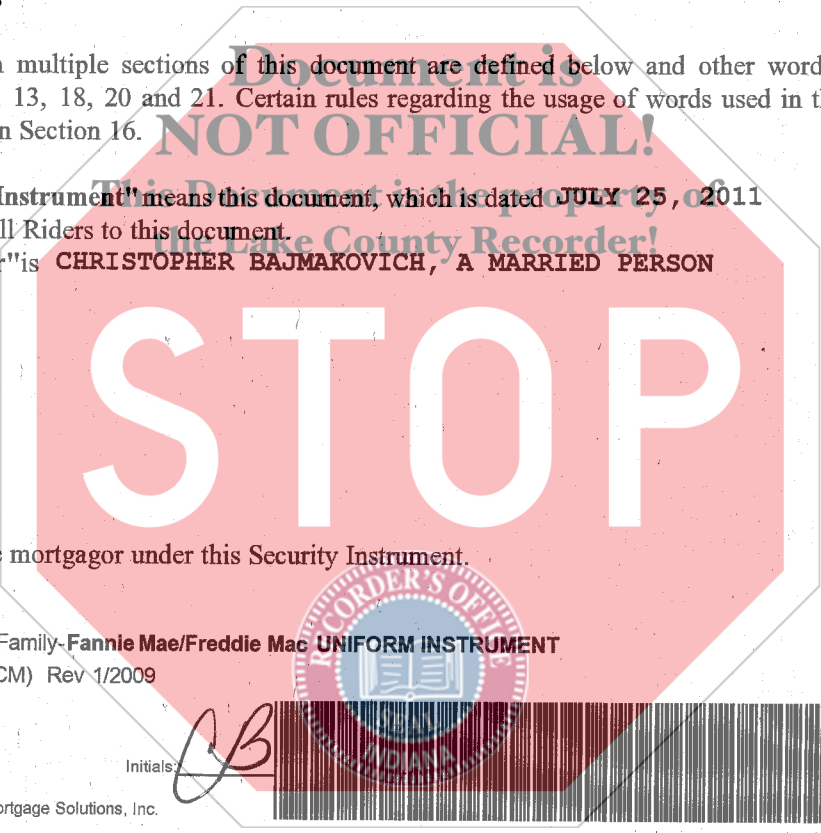 multiple sections of this document are defined below and other word
13, 18, 20 and 21. Certain rules regarding the usage of words used in
n Section 16.
Document is
NOT OFFICIAL!
This Document is the property of
the Lake County Recorder!
Instrument" means this document, which is dated JULY 25, 2011
ll Riders to this document.
r" is CHRISTOPHER BAJMAKOVICH, A MARRIED PERSON
STOP
mortgagor under this Security Instrument.
RECORDER'S OFFICE
SEAL
INDIANA
Family-Fannie Mae/Freddie Mac UNIFORM INSTRUMENT
CM) Rev 1/2009
Initials: CB
ortgage Solutions, Inc.